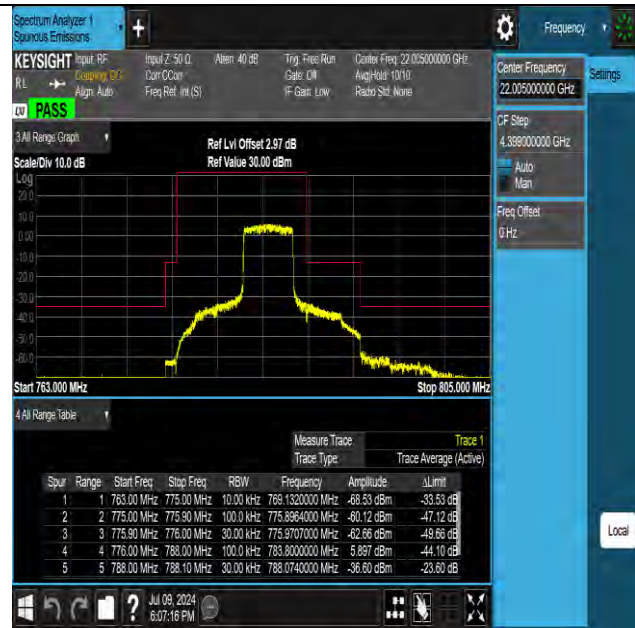 Spectrum Analyzer 1
Spurious Emissions
Frequency
KEYSIGHT Input: RF Input Z: 50 Ω Atten: 40 dB Trig: Free Run Center Freq: 22.005000000 GHz
RL Coupling: DC Corr CCorr Gate: Off Avg|Hold: 10/10
Align: Auto Freq Ref: Int (S) IF Gain: Low Radio Std: None
PASS
Center Frequency
22.005000000 GHz
Settings
CF Step
4.399000000 GHz
Auto
Man
Freq Offset
0 Hz
3 All Range Graph
Ref Lvl Offset 2.97 dB
Scale/Div 10.0 dB Ref Value 30.00 dBm
Log
20.0
10.0
0.00
-10.0
-20.0
-30.0
-40.0
-50.0
-60.0
Start 763.000 MHz Stop 805.000 MHz
4 All Range Table
Measure Trace Trace 1
Trace Type Trace Average (Active)
Spur Range Start Freq Stop Freq RBW Frequency Amplitude ΔLimit
1 1 763.00 MHz 775.00 MHz 10.00 kHz 769.1320000 MHz -68.53 dBm -33.53 dB
2 2 775.00 MHz 775.90 MHz 100.0 kHz 775.8964000 MHz -60.12 dBm -47.12 dB
3 3 775.90 MHz 776.00 MHz 30.00 kHz 775.9707000 MHz -62.66 dBm -49.66 dB
4 4 776.00 MHz 788.00 MHz 100.0 kHz 783.8000000 MHz 5.897 dBm -44.10 dB
5 5 788.00 MHz 788.10 MHz 30.00 kHz 788.0740000 MHz -36.60 dBm -23.60 dB
Local
Jul 09, 2024
6:07:16 PM